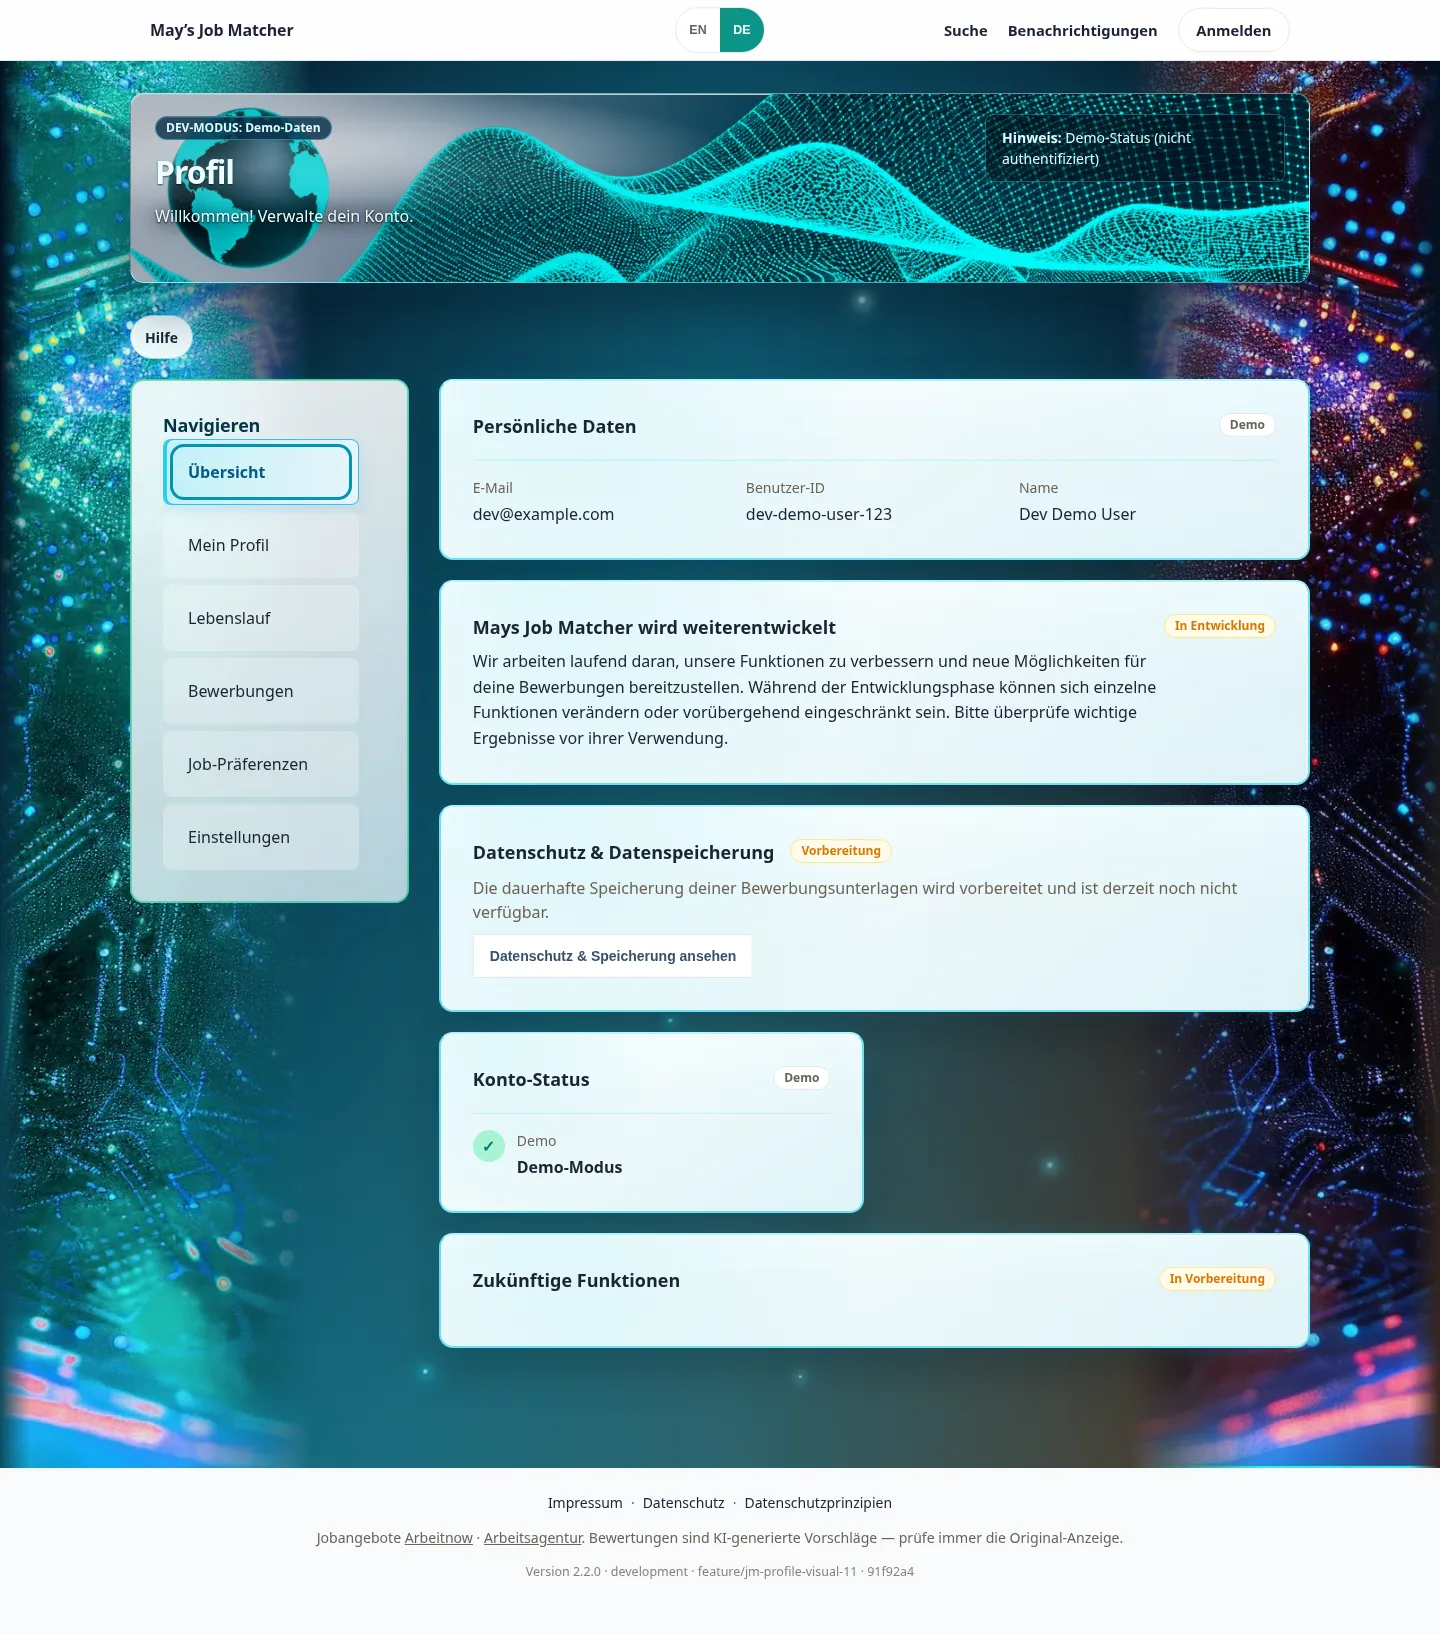 May’s Job Matcher
EN
DE
Suche
Benachrichtigungen
Anmelden
DEV-MODUS: Demo-Daten
Profil
Willkommen! Verwalte dein Konto.
Hinweis: Demo-Status (nicht
authentifiziert)
Hilfe
Navigieren
Übersicht
Mein Profil
Lebenslauf
Bewerbungen
Job-Präferenzen
Einstellungen
Persönliche Daten
Demo
E-Mail
Benutzer-ID
Name
dev@example.com
dev-demo-user-123
Dev Demo User
Mays Job Matcher wird weiterentwickelt
In Entwicklung
Wir arbeiten laufend daran, unsere Funktionen zu verbessern und neue Möglichkeiten für
deine Bewerbungen bereitzustellen. Während der Entwicklungsphase können sich einzelne
Funktionen verändern oder vorübergehend eingeschränkt sein. Bitte überprüfe wichtige
Ergebnisse vor ihrer Verwendung.
Datenschutz & Datenspeicherung
Vorbereitung
Die dauerhafte Speicherung deiner Bewerbungsunterlagen wird vorbereitet und ist derzeit noch nicht
verfügbar.
Datenschutz & Speicherung ansehen
Konto-Status
Demo
✓
Demo
Demo-Modus
Zukünftige Funktionen
In Vorbereitung
Impressum · Datenschutz · Datenschutzprinzipien
Jobangebote Arbeitnow · Arbeitsagentur. Bewertungen sind KI-generierte Vorschläge — prüfe immer die Original-Anzeige.
Version 2.2.0 · development · feature/jm-profile-visual-11 · 91f92a4